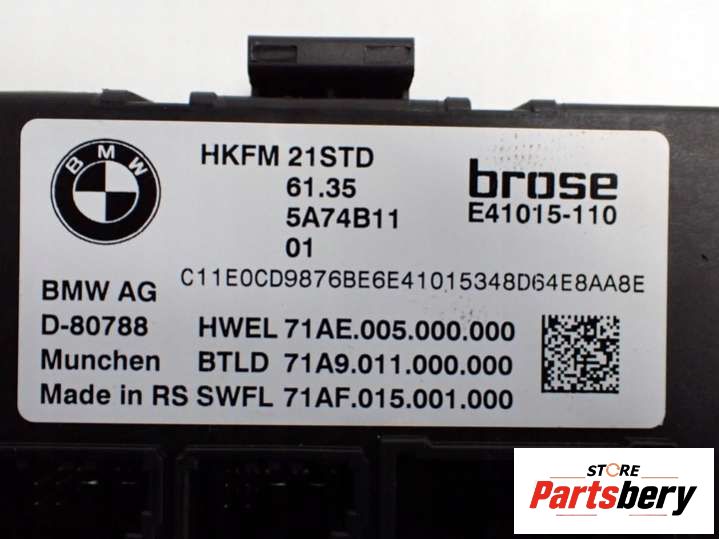 BMW
HKFM 21STD
61.35
5A74B11
01
brose
E41015-110
C11E0CD9876BE6E41015348D64E8AA8E
BMW AG
D-80788
Munchen
Made in RS
HWEL 71AE.005.000.000
BTLD 71A9.011.000.000
SWFL 71AF.015.001.000
STORE
Partsbery